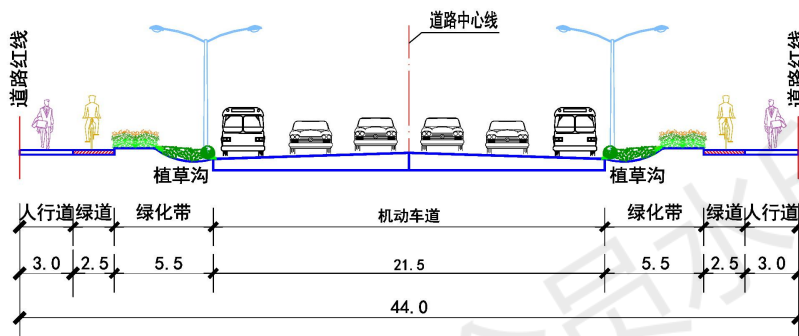 道路中心线
道路红线
道路红线
植草沟
植草沟
人行道 绿道 绿化带 机动车道 绿化带 绿道 人行道
3.0 2.5 5.5 21.5 5.5 2.5 3.0
44.0